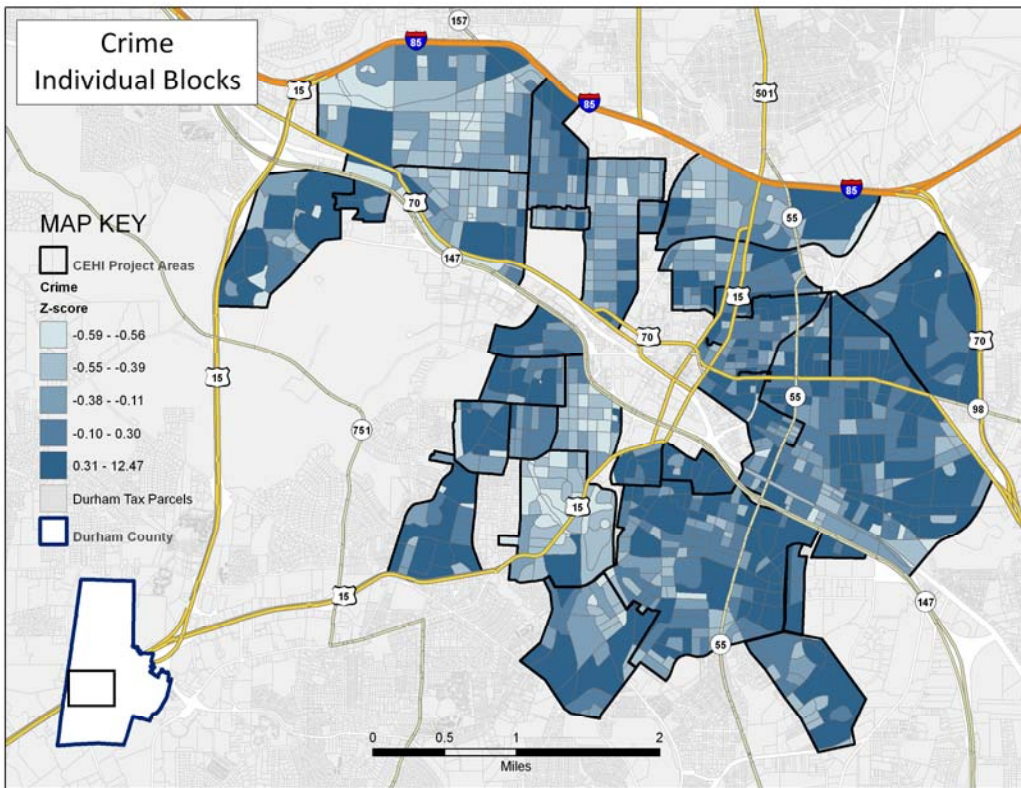 Crime
Individual Blocks
157
85
15
85
501
85
55
70
147
15
70
70
15
55
98
751
15
15
147
55
MAP KEY
CEHI Project Areas
Crime
Z-score
-0.59 - -0.56
-0.55 - -0.39
-0.38 - -0.11
-0.10 - 0.30
0.31 - 12.47
Durham Tax Parcels
Durham County
0 0.5 1 2
Miles